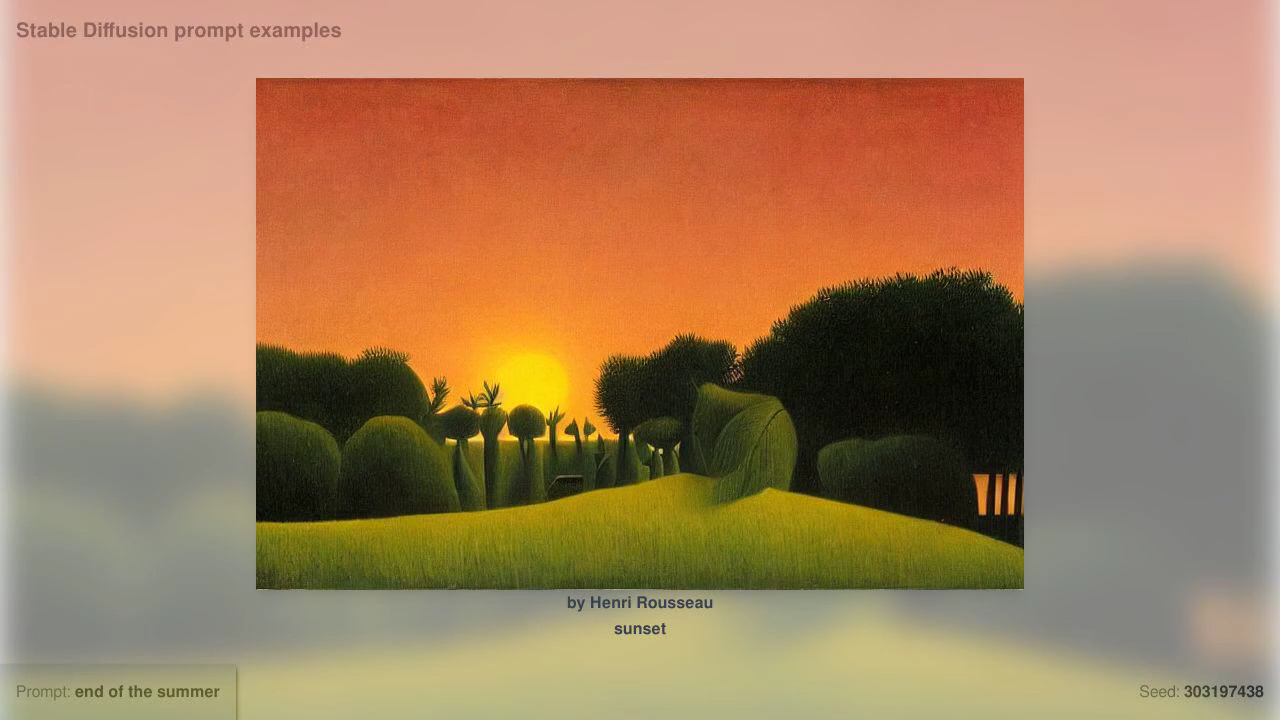 Stable Diffusion prompt examples
by Henri Rousseau
sunset
Prompt: end of the summer
Seed: 303197438